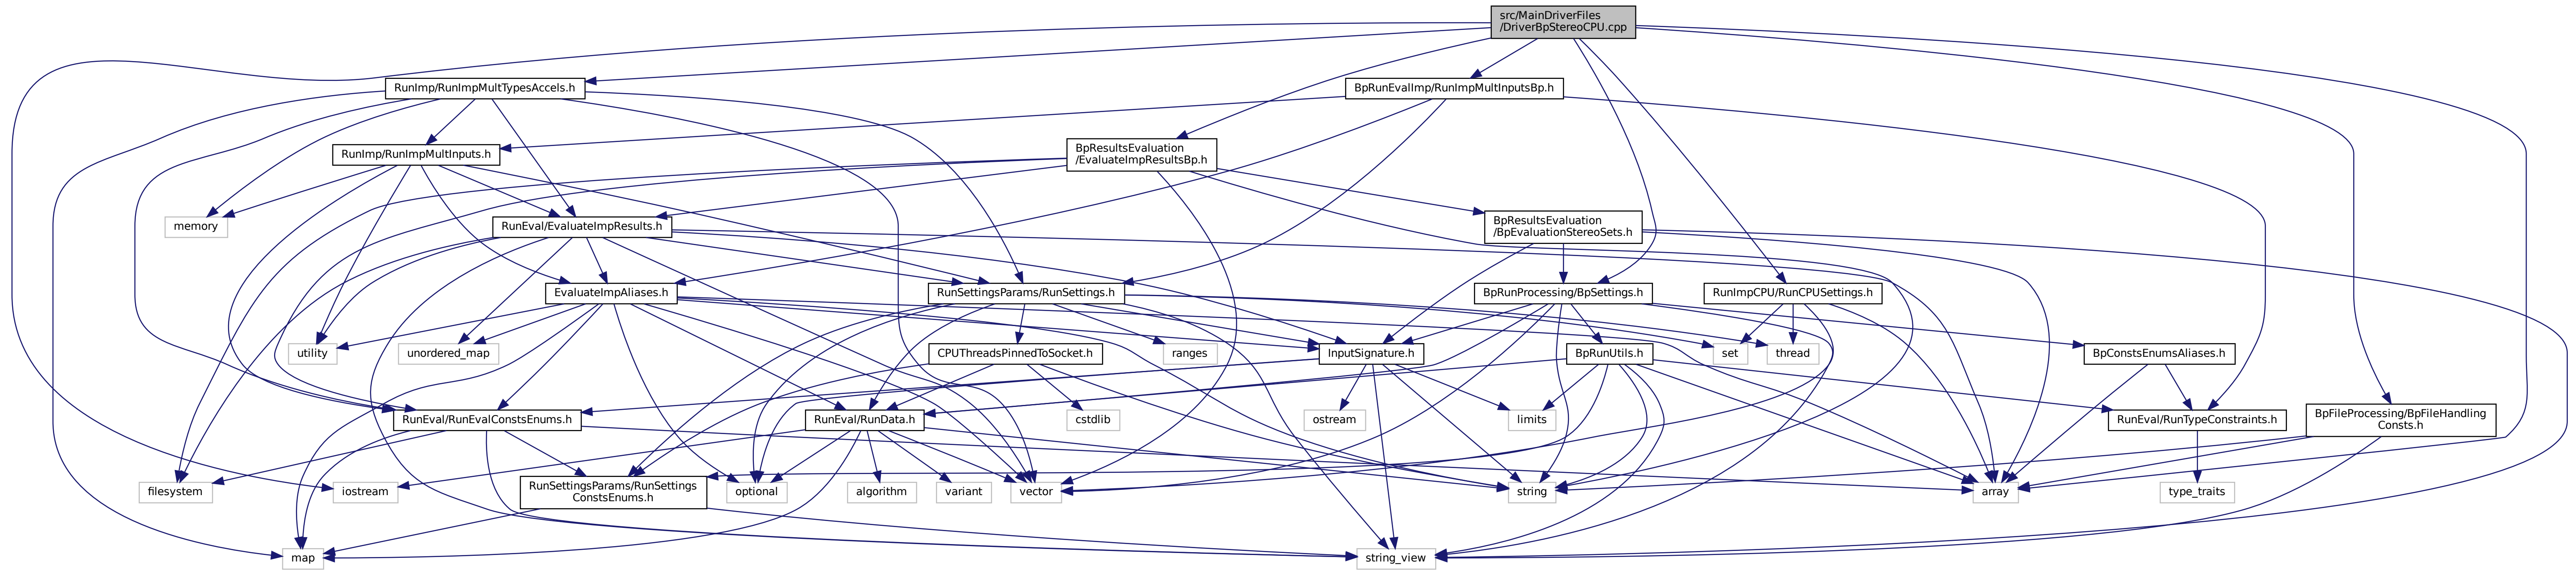 src/MainDriverFiles
/DriverBpStereoCPU.cpp
RunImp/RunImpMultTypesAccels.h
BpRunEvalImp/RunImpMultInputsBp.h
RunImp/RunImpMultInputs.h
BpResultsEvaluation
/EvaluateImpResultsBp.h
memory
RunEval/EvaluateImpResults.h
BpResultsEvaluation
/BpEvaluationStereoSets.h
EvaluateImpAliases.h
RunSettingsParams/RunSettings.h
BpRunProcessing/BpSettings.h
RunImpCPU/RunCPUSettings.h
utility
unordered_map
CPUThreadsPinnedToSocket.h
ranges
InputSignature.h
BpRunUtils.h
set
thread
BpConstsEnumsAliases.h
RunEval/RunEvalConstsEnums.h
RunEval/RunData.h
cstdlib
ostream
limits
RunEval/RunTypeConstraints.h
BpFileProcessing/BpFileHandling
Consts.h
filesystem
iostream
RunSettingsParams/RunSettings
ConstsEnums.h
optional
algorithm
variant
vector
string
array
type_traits
map
string_view